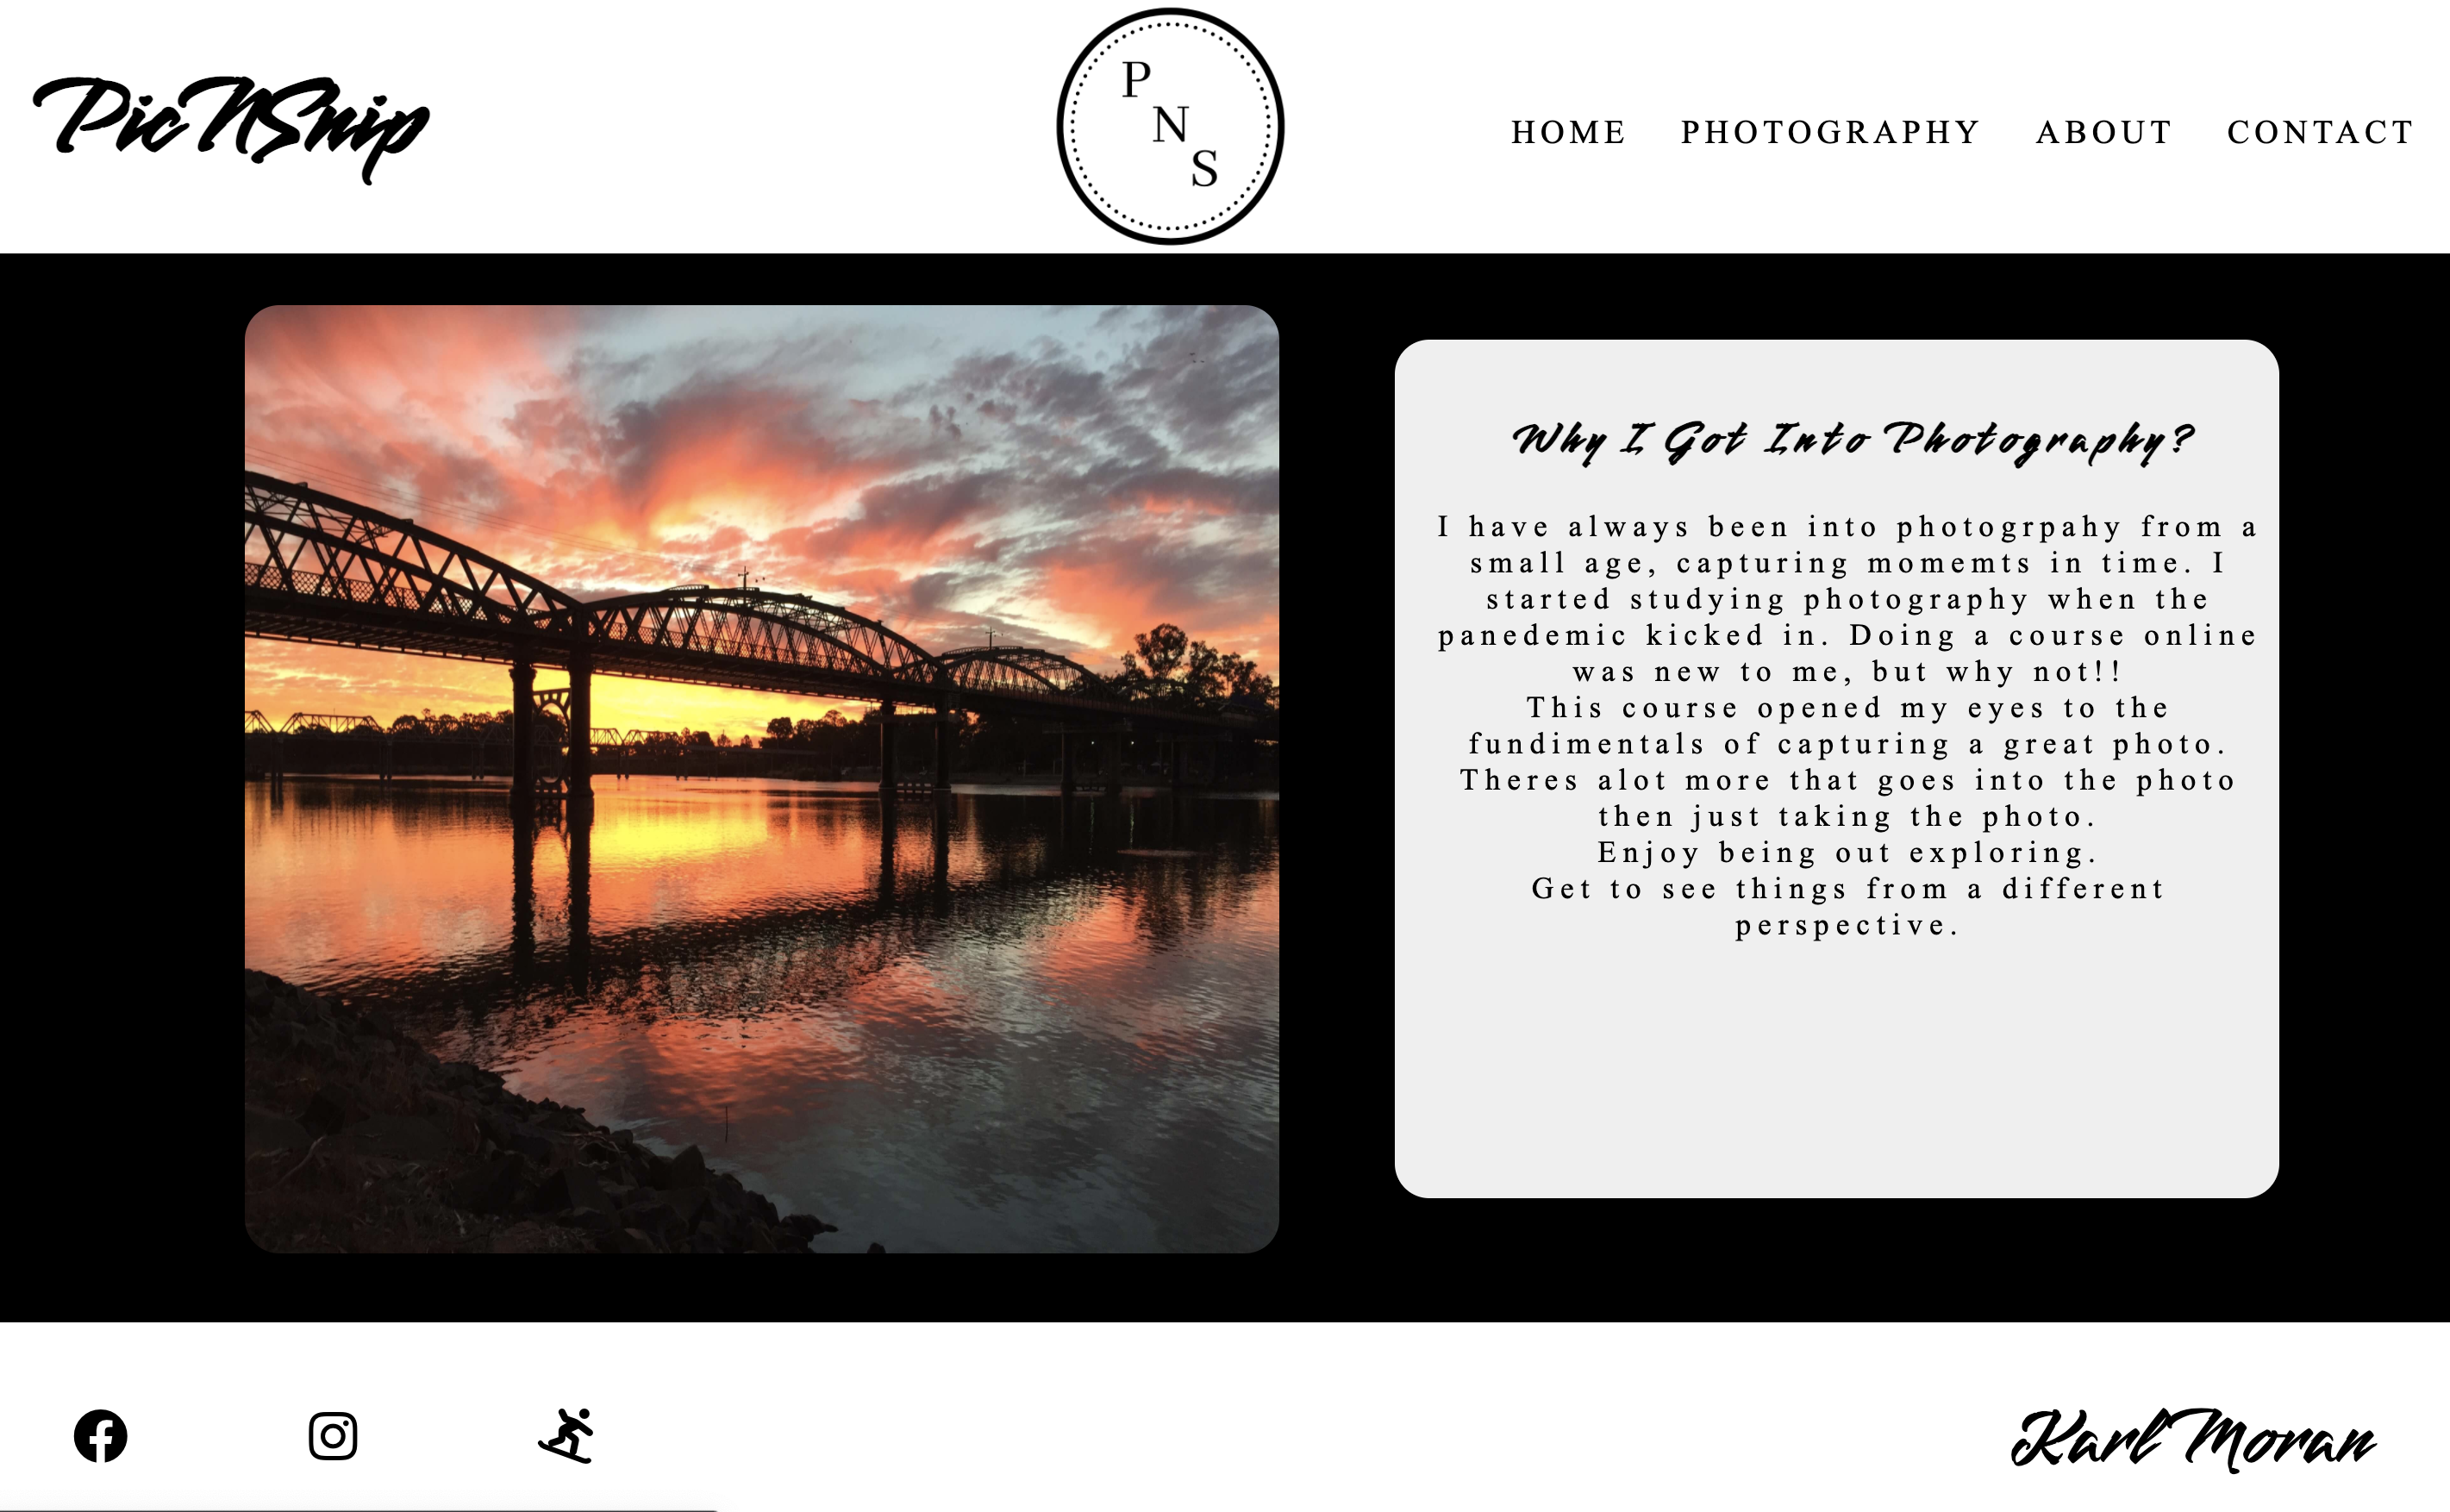 PicNSnip
P
N
S
HOME PHOTOGRAPHY ABOUT CONTACT
Why I Got Into Photography?
I have always been into photogrpahy from a
small age, capturing momemts in time. I
started studying photography when the
panedemic kicked in. Doing a course online
was new to me, but why not!!
This course opened my eyes to the
fundimentals of capturing a great photo.
Theres alot more that goes into the photo
then just taking the photo.
Enjoy being out exploring.
Get to see things from a different
perspective.
Karl Moran